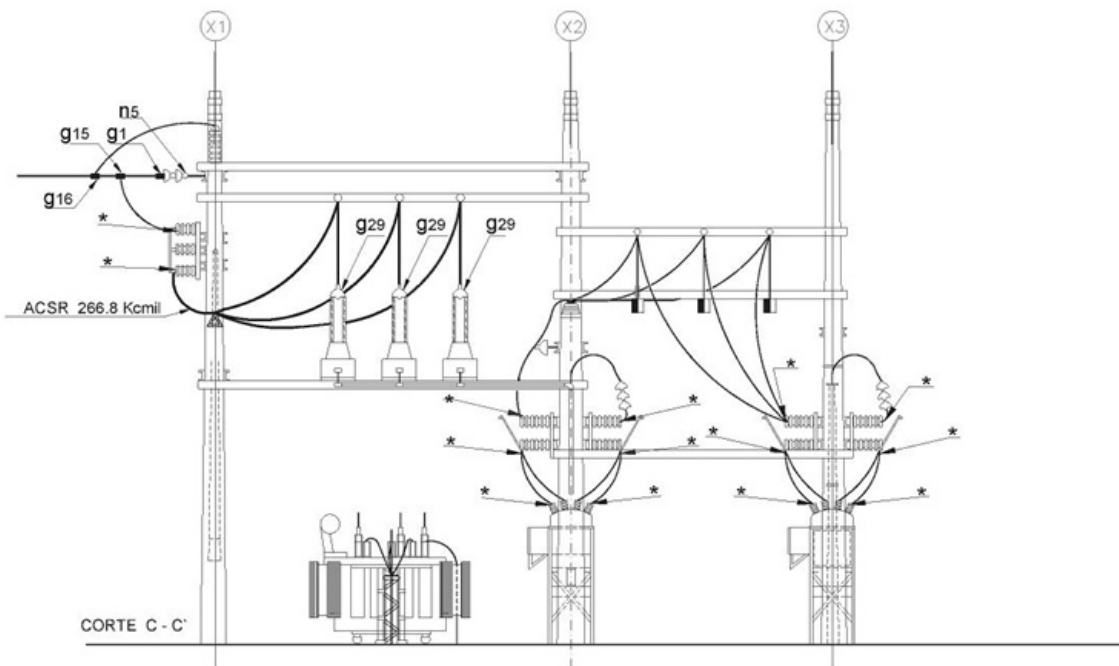 X1 X2 X3
n5
g15 g1
g16
g29 g29 g29
*
*
ACSR 266.8 Kcmil
* *
* *
* *
* *
* * * *
CORTE C - C`